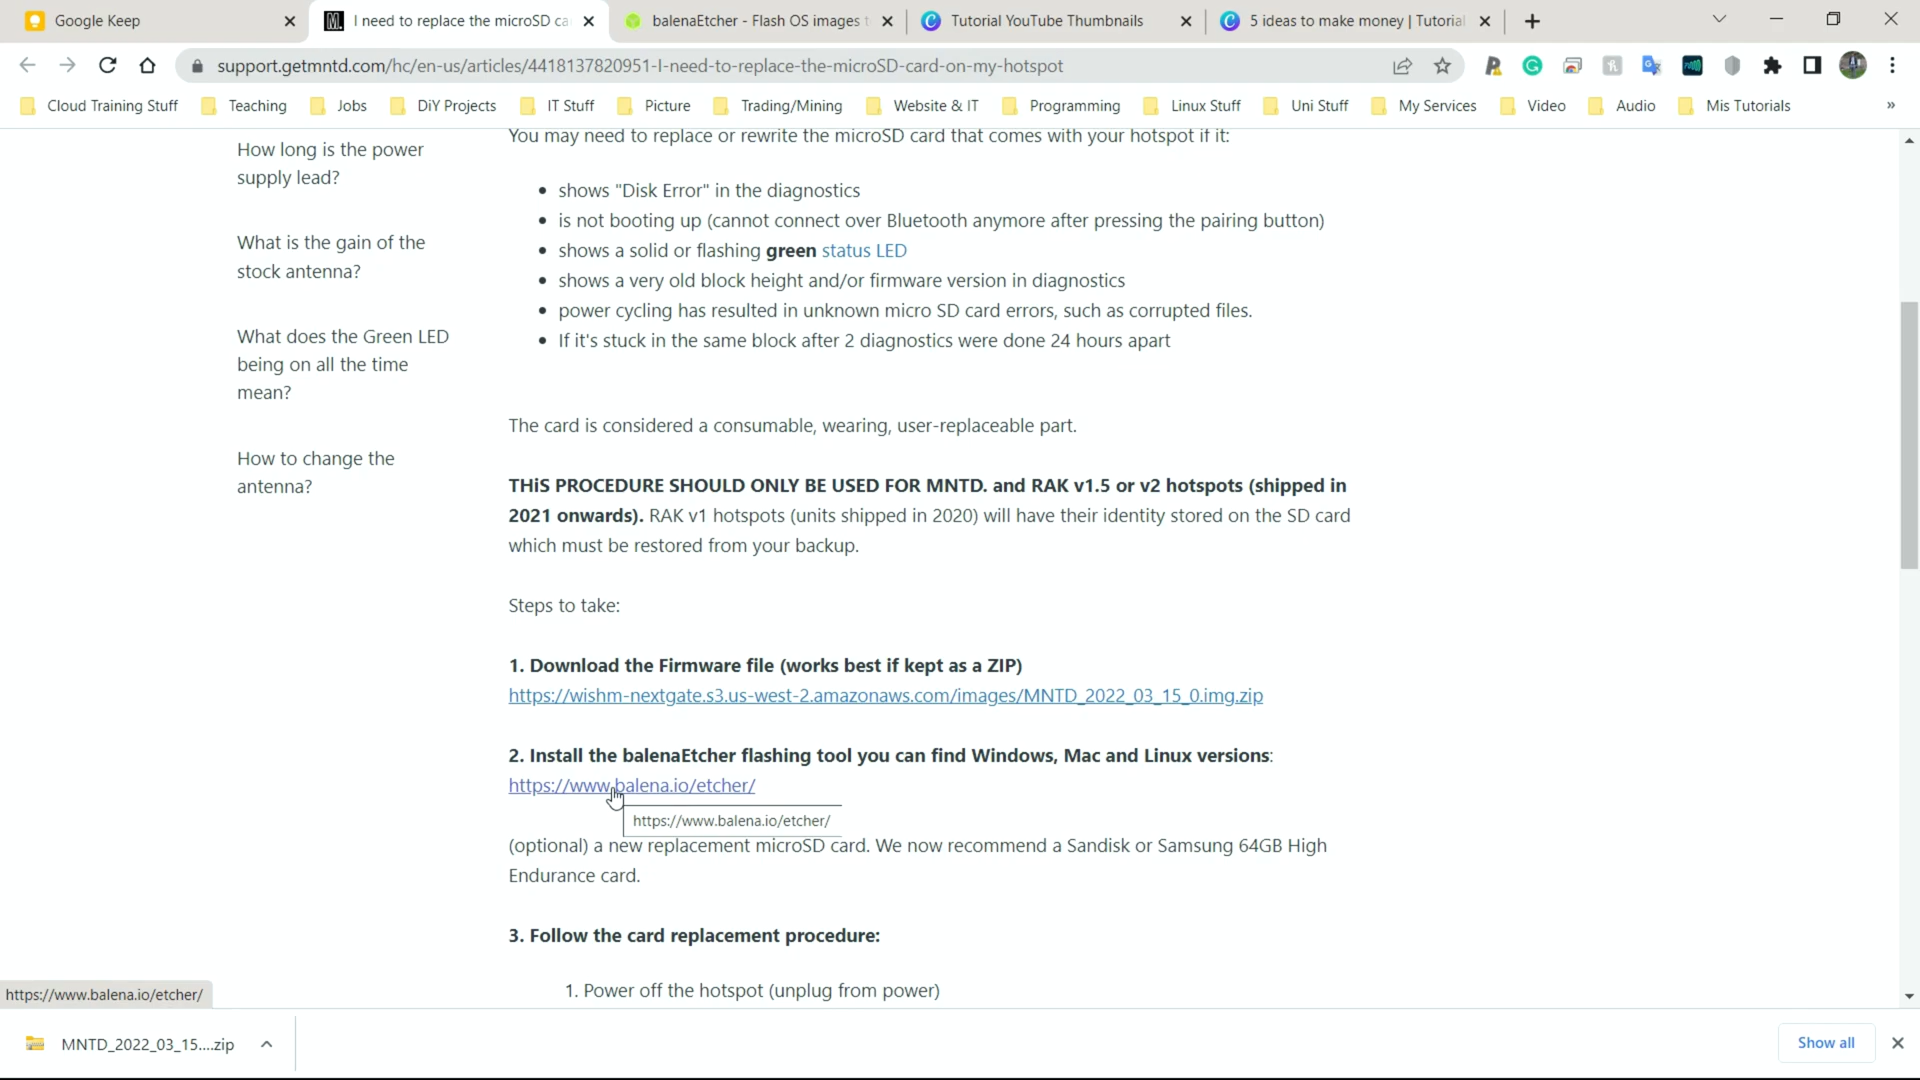 Google Keep
I need to replace the microSD ca
balenaEtcher - Flash OS images t
Tutorial YouTube Thumbnails
5 ideas to make money | Tutorial
support.getmntd.com/hc/en-us/articles/4418137820951-I-need-to-replace-the-microSD-card-on-my-hotspot
Cloud Training Stuff
Teaching
Jobs
DiY Projects
IT Stuff
Picture
Trading/Mining
Website & IT
Programming
Linux Stuff
Uni Stuff
My Services
Video
Audio
Mis Tutorials
»
How long is the power
supply lead?
What is the gain of the
stock antenna?
What does the Green LED
being on all the time
mean?
How to change the
antenna?
You may need to replace or rewrite the microSD card that comes with your hotspot if it:
• shows "Disk Error" in the diagnostics
• is not booting up (cannot connect over Bluetooth anymore after pressing the pairing button)
• shows a solid or flashing green status LED
• shows a very old block height and/or firmware version in diagnostics
• power cycling has resulted in unknown micro SD card errors, such as corrupted files.
• If it's stuck in the same block after 2 diagnostics were done 24 hours apart
The card is considered a consumable, wearing, user-replaceable part.
THiS PROCEDURE SHOULD ONLY BE USED FOR MNTD. and RAK v1.5 or v2 hotspots (shipped in
2021 onwards). RAK v1 hotspots (units shipped in 2020) will have their identity stored on the SD card
which must be restored from your backup.
Steps to take:
1. Download the Firmware file (works best if kept as a ZIP)
https://wishm-nextgate.s3.us-west-2.amazonaws.com/images/MNTD_2022_03_15_0.img.zip
2. Install the balenaEtcher flashing tool you can find Windows, Mac and Linux versions:
https://www.balena.io/etcher/
https://www.balena.io/etcher/
(optional) a new replacement microSD card. We now recommend a Sandisk or Samsung 64GB High
Endurance card.
3. Follow the card replacement procedure:
1. Power off the hotspot (unplug from power)
https://www.balena.io/etcher/
MNTD_2022_03_15....zip
Show all